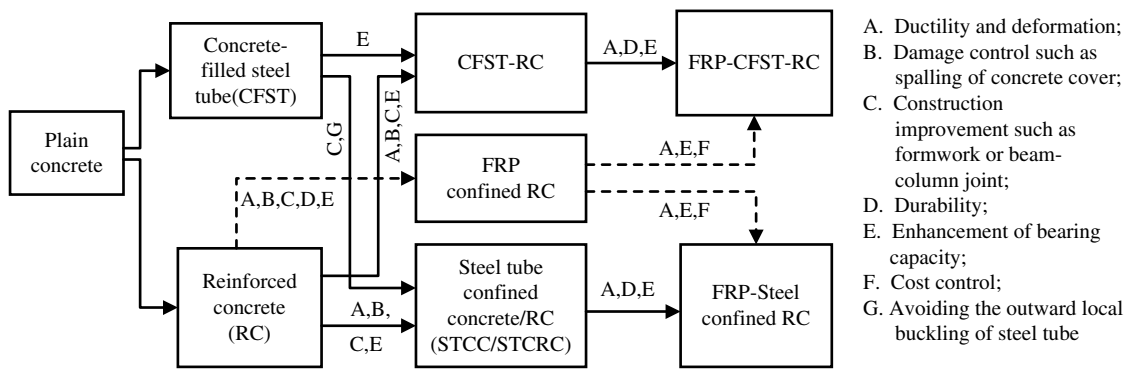 Plain
concrete
Concrete-
filled steel
tube(CFST)
Reinforced
concrete
(RC)
E
C,G
A,B,C,E
A,B,C,D,E
A,B,
C,E
CFST-RC
FRP
confined RC
Steel tube
confined
concrete/RC
(STCC/STCRC)
A,D,E
A,E,F
A,E,F
A,D,E
FRP-CFST-RC
FRP-Steel
confined RC
A. Ductility and deformation;
B. Damage control such as
spalling of concrete cover;
C. Construction
improvement such as
formwork or beam-
column joint;
D. Durability;
E. Enhancement of bearing
capacity;
F. Cost control;
G. Avoiding the outward local
buckling of steel tube